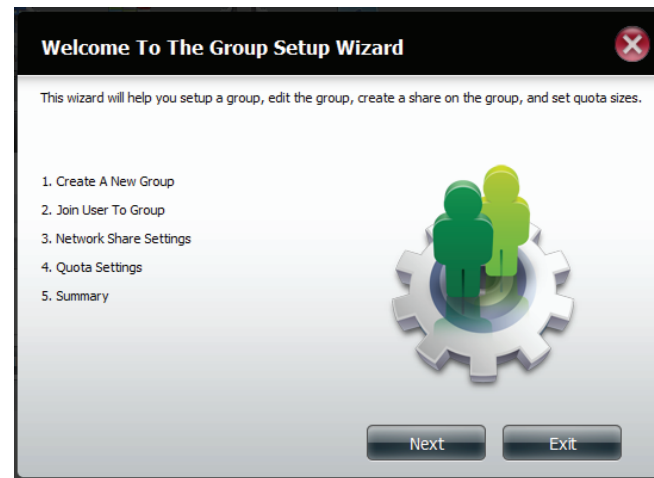 Welcome To The Group Setup Wizard
This wizard will help you setup a group, edit the group, create a share on the group, and set quota sizes.
1. Create A New Group
2. Join User To Group
3. Network Share Settings
4. Quota Settings
5. Summary
Next Exit